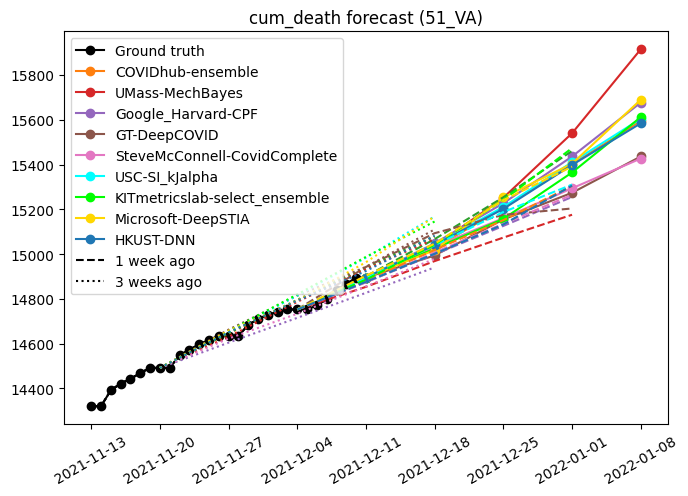 cum_death forecast (51_VA)
Ground truth
COVIDhub-ensemble
UMass-MechBayes
Google_Harvard-CPF
GT-DeepCOVID
SteveMcConnell-CovidComplete
USC-SI_kJalpha
KITmetricslab-select_ensemble
Microsoft-DeepSTIA
HKUST-DNN
1 week ago
3 weeks ago
15800
15600
15400
15200
15000
14800
14600
14400
2021-11-13
2021-11-20
2021-11-27
2021-12-04
2021-12-11
2021-12-18
2021-12-25
2022-01-01
2022-01-08